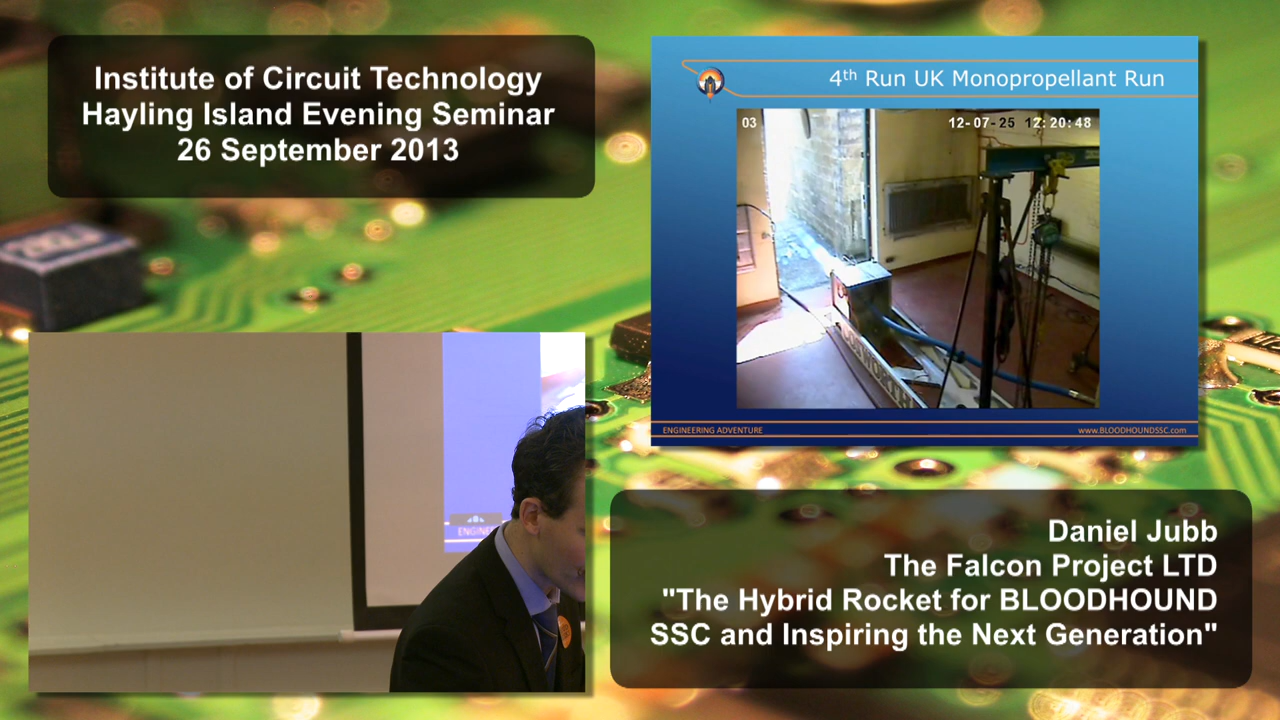 Institute of Circuit Technology
Hayling Island Evening Seminar
26 September 2013
4th Run UK Monopropellant Run
03
12-07-25 12:20:48
ENGINEERING ADVENTURE
www.BLOODHOUNDSSC.com
ENGINE
Daniel Jubb
The Falcon Project LTD
"The Hybrid Rocket for BLOODHOUND
SSC and Inspiring the Next Generation"